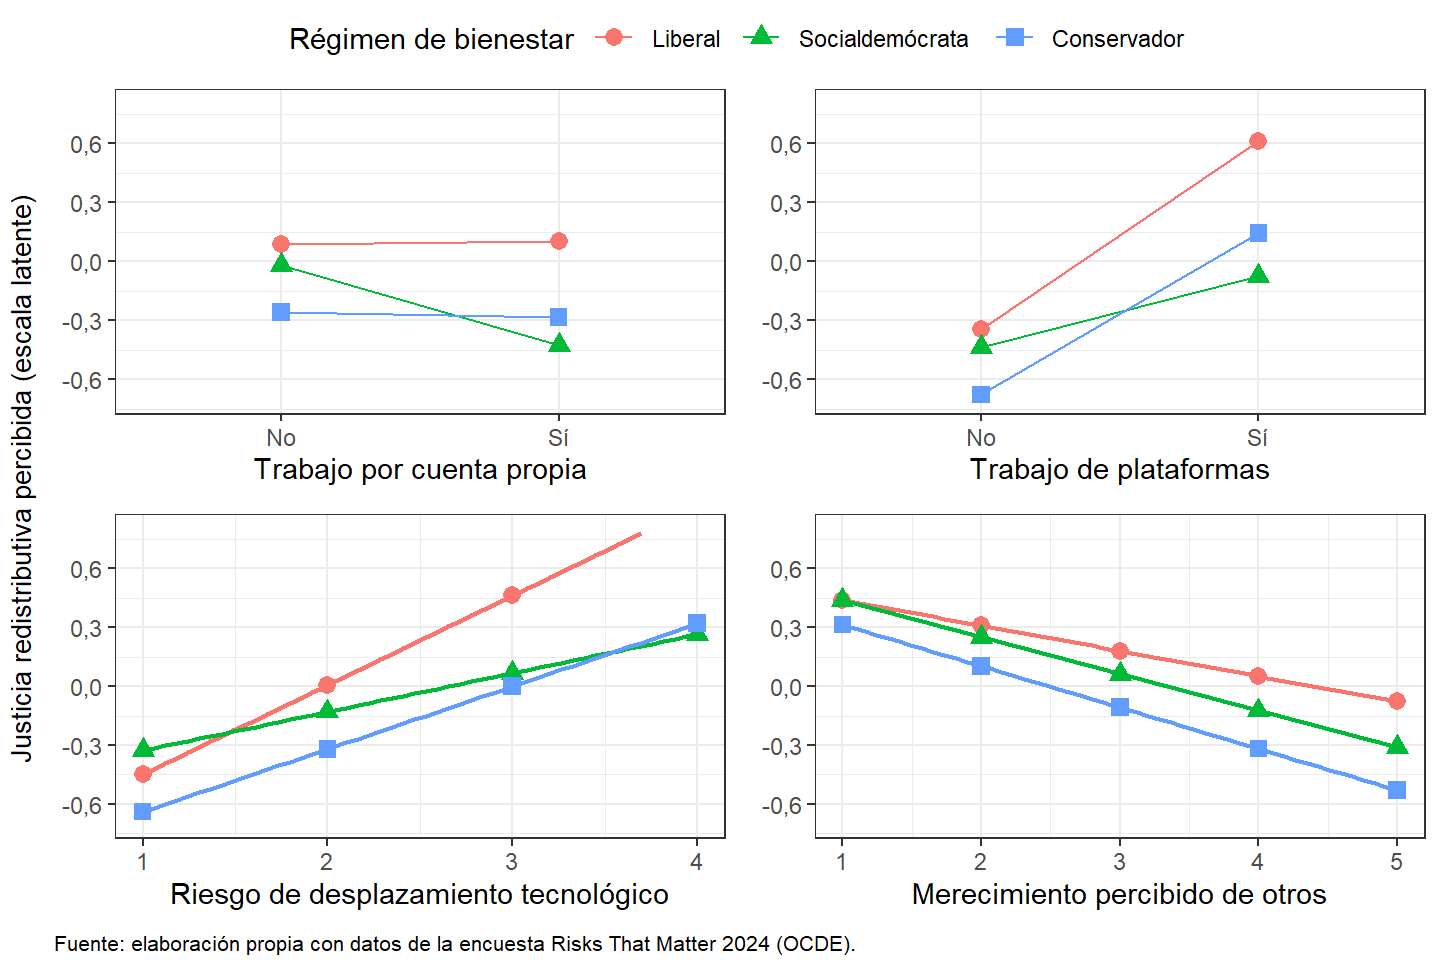 Régimen de bienestar Liberal Socialdemócrata Conservador
Justicia redistributiva percibida (escala latente)
0,6
0,3
0,0
-0,3
-0,6
No Sí
Trabajo por cuenta propia
0,6
0,3
0,0
-0,3
-0,6
No Sí
Trabajo de plataformas
0,6
0,3
0,0
-0,3
-0,6
1 2 3 4
Riesgo de desplazamiento tecnológico
0,6
0,3
0,0
-0,3
-0,6
1 2 3 4 5
Merecimiento percibido de otros
Fuente: elaboración propia con datos de la encuesta Risks That Matter 2024 (OCDE).